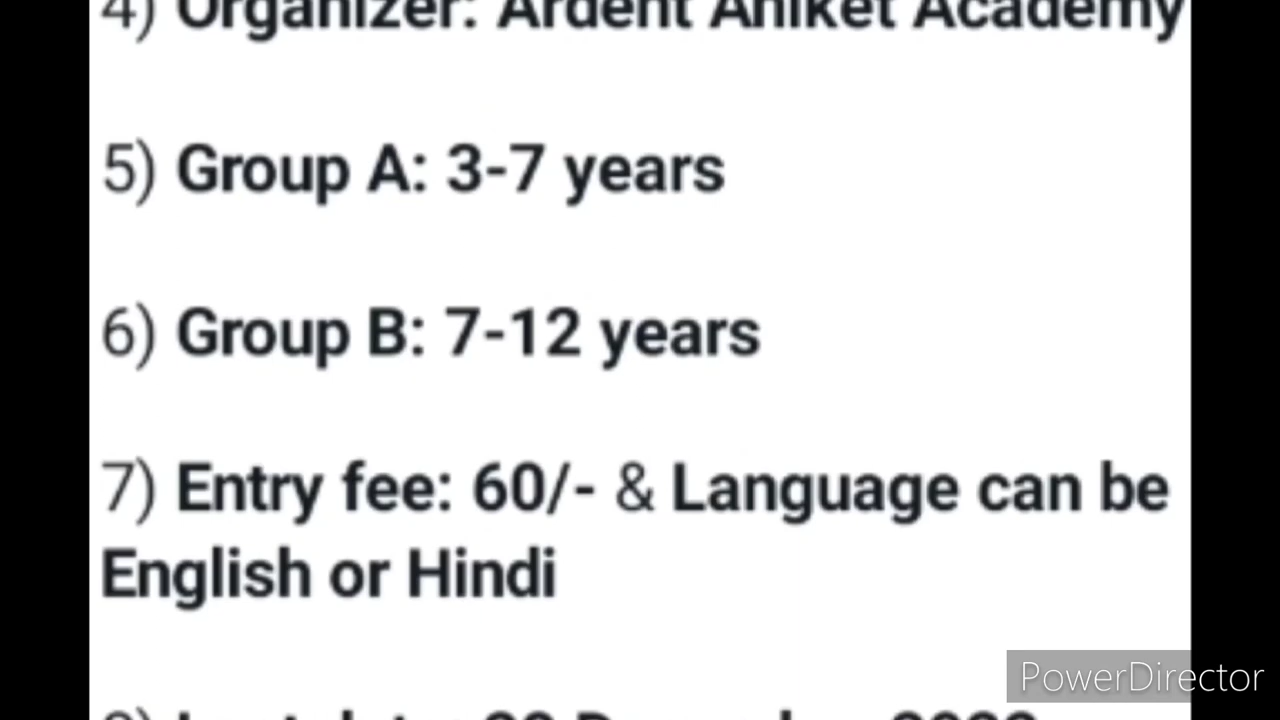 4) Organizer: Ardent Aniket Academy
5) Group A: 3-7 years
6) Group B: 7-12 years
7) Entry fee: 60/- & Language can be
English or Hindi
PowerDirector